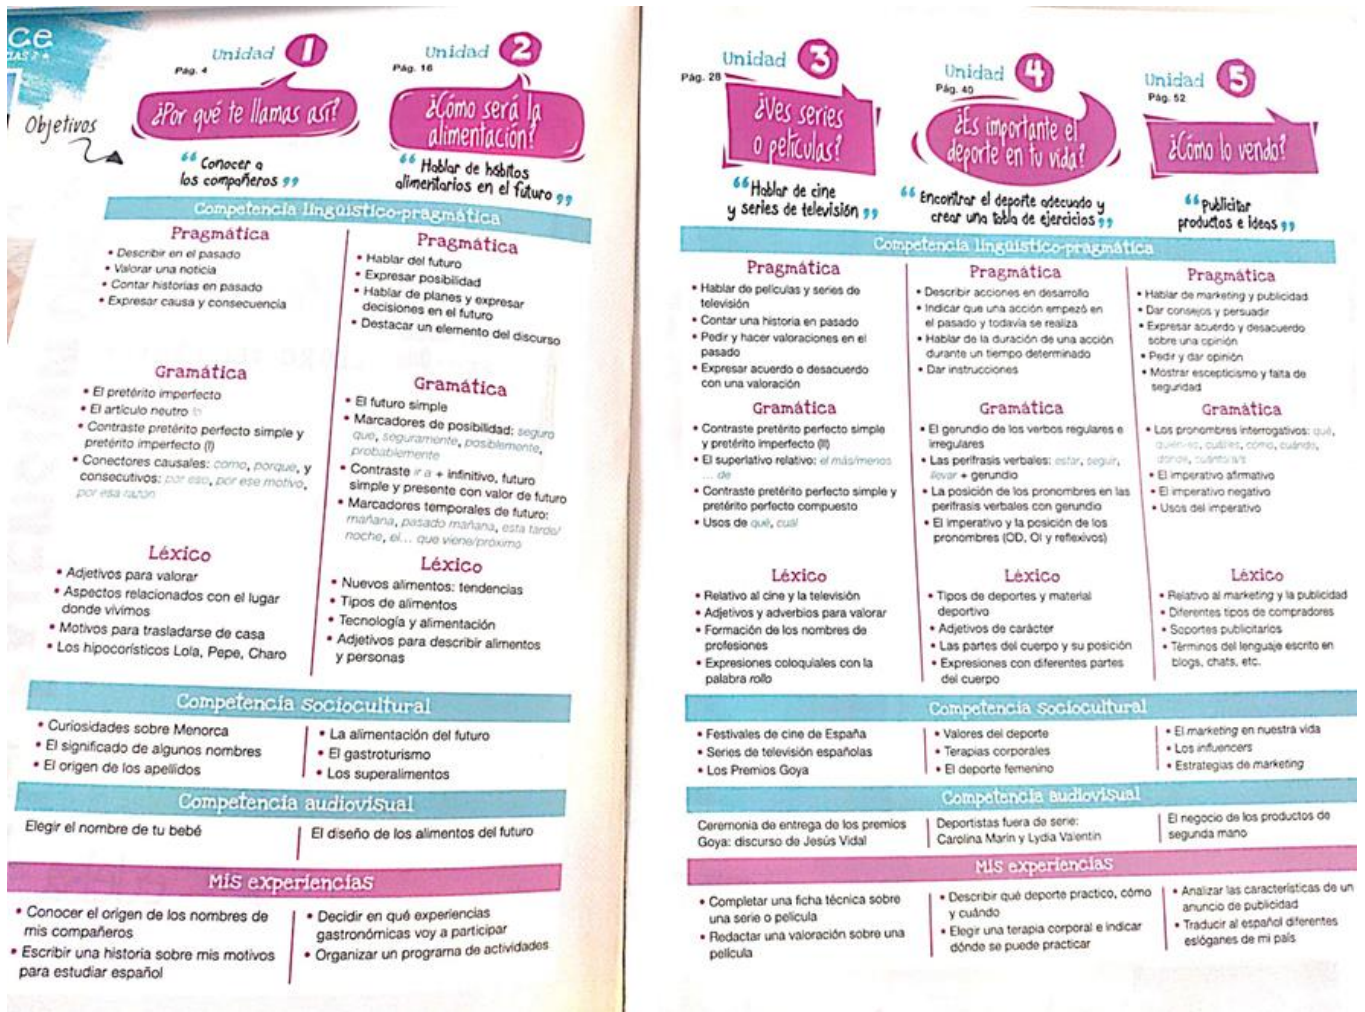 ce
Objetivos
Unidad 1
Pág. 4
¿Por qué te llamas así?
“Conocer a
los compañeros”
Unidad 2
Pág. 16
¿Cómo será la
alimentación?
“Hablar de hábitos
alimentarios en el futuro”
Competencia lingüístico-pragmática
Pragmática
• Describir en el pasado
• Valorar una noticia
• Contar historias en pasado
• Expresar causa y consecuencia
Gramática
• El pretérito imperfecto
• El artículo neutro lo
• Contraste pretérito perfecto simple y
pretérito imperfecto (I)
• Conectores causales: como, porque, y
consecutivos: por eso, por ese motivo,
por esa razón
Léxico
• Adjetivos para valorar
• Aspectos relacionados con el lugar
donde vivimos
• Motivos para trasladarse de casa
• Los hipocorísticos Lola, Pepe, Charo
Pragmática
• Hablar del futuro
• Expresar posibilidad
• Hablar de planes y expresar
decisiones en el futuro
• Destacar un elemento del discurso
Gramática
• El futuro simple
• Marcadores de posibilidad: seguro
que, seguramente, posiblemente,
probablemente
• Contraste ir a + infinitivo, futuro
simple y presente con valor de futuro
• Marcadores temporales de futuro:
mañana, pasado mañana, esta tarde/
noche, el... que viene/próximo
Léxico
• Nuevos alimentos: tendencias
• Tipos de alimentos
• Tecnología y alimentación
• Adjetivos para describir alimentos
y personas
Competencia sociocultural
• Curiosidades sobre Menorca
• El significado de algunos nombres
• El origen de los apellidos
• La alimentación del futuro
• El gastroturismo
• Los superalimentos
Competencia audiovisual
Elegir el nombre de tu bebé
El diseño de los alimentos del futuro
Mis experiencias
• Conocer el origen de los nombres de
mis compañeros
• Escribir una historia sobre mis motivos
para estudiar español
• Decidir en qué experiencias
gastronómicas voy a participar
• Organizar un programa de actividades
Unidad 3
Pág. 28
¿Ves series
o películas?
“Hablar de cine
y series de televisión”
Unidad 4
Pág. 40
¿Es importante el
deporte en tu vida?
“Encontrar el deporte adecuado y
crear una tabla de ejercicios”
Unidad 5
Pág. 52
¿Cómo lo vendo?
“Publicitar
productos e ideas”
Competencia lingüístico-pragmática
Pragmática
• Hablar de películas y series de
televisión
• Contar una historia en pasado
• Pedir y hacer valoraciones en el
pasado
• Expresar acuerdo o desacuerdo
con una valoración
Gramática
• Contraste pretérito perfecto simple
y pretérito imperfecto (II)
• El superlativo relativo: el más/menos
... de
• Contraste pretérito perfecto simple y
pretérito perfecto compuesto
• Usos de qué, cuál
Léxico
• Relativo al cine y la televisión
• Adjetivos y adverbios para valorar
• Formación de los nombres de
profesiones
• Expresiones coloquiales con la
palabra rollo
Pragmática
• Describir acciones en desarrollo
• Indicar que una acción empezó en
el pasado y todavía se realiza
• Hablar de la duración de una acción
durante un tiempo determinado
• Dar instrucciones
Gramática
• El gerundio de los verbos regulares e
irregulares
• Las perífrasis verbales: estar, seguir,
llevar + gerundio
• La posición de los pronombres en las
perífrasis verbales con gerundio
• El imperativo y la posición de los
pronombres (OD, OI y reflexivos)
Léxico
• Tipos de deportes y material
deportivo
• Adjetivos de carácter
• Las partes del cuerpo y su posición
• Expresiones con diferentes partes
del cuerpo
Pragmática
• Hablar de marketing y publicidad
• Dar consejos y persuadir
• Expresar acuerdo y desacuerdo
sobre una opinión
• Pedir y dar opinión
• Mostrar escepticismo y falta de
seguridad
Gramática
• Los pronombres interrogativos: qué,
quién/es, cuál/es, cómo, cuándo,
dónde, cuánto/a/s
• El imperativo afirmativo
• El imperativo negativo
• Usos del imperativo
Léxico
• Relativo al marketing y la publicidad
• Diferentes tipos de compradores
• Soportes publicitarios
• Términos del lenguaje escrito en
blogs, chats, etc.
Competencia sociocultural
• Festivales de cine de España
• Series de televisión españolas
• Los Premios Goya
• Valores del deporte
• Terapias corporales
• El deporte femenino
• El marketing en nuestra vida
• Los influencers
• Estrategias de marketing
Competencia audiovisual
Ceremonia de entrega de los premios
Goya: discurso de Jesús Vidal
Deportistas fuera de serie:
Carolina Marín y Lydia Valentín
El negocio de los productos de
segunda mano
Mis experiencias
• Completar una ficha técnica sobre
una serie o película
• Redactar una valoración sobre una
película
• Describir qué deporte practico, cómo
y cuándo
• Elegir una terapia corporal e indicar
dónde se puede practicar
• Analizar las características de un
anuncio de publicidad
• Traducir al español diferentes
eslóganes de mi país